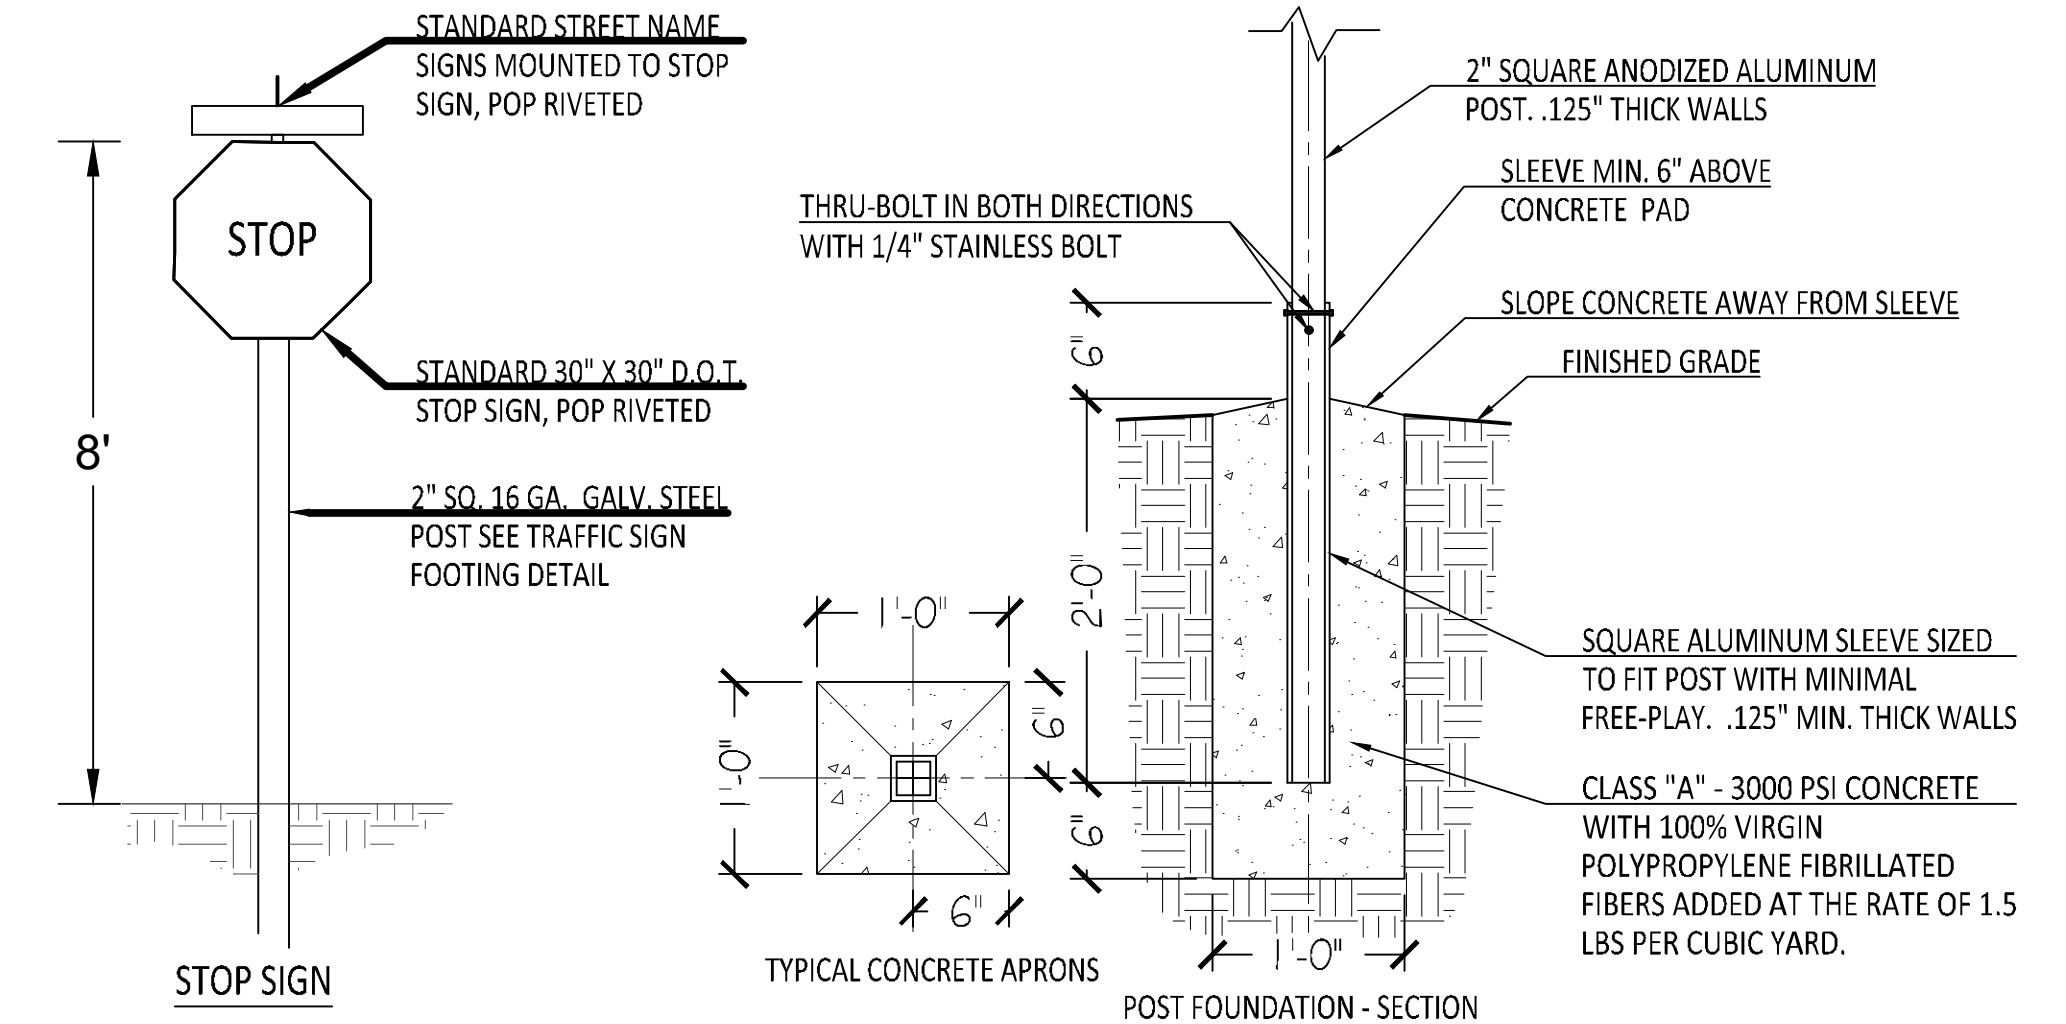 STANDARD STREET NAME
SIGNS MOUNTED TO STOP
SIGN, POP RIVETED
STOP
8'
STANDARD 30" X 30" D.O.T.
STOP SIGN, POP RIVETED
2" SQ. 16 GA. GALV. STEEL
POST SEE TRAFFIC SIGN
FOOTING DETAIL
STOP SIGN
1'-0"
1'-0"
6"
6"
TYPICAL CONCRETE APRONS
2" SQUARE ANODIZED ALUMINUM
POST. .125" THICK WALLS
SLEEVE MIN. 6" ABOVE
CONCRETE PAD
THRU-BOLT IN BOTH DIRECTIONS
WITH 1/4" STAINLESS BOLT
SLOPE CONCRETE AWAY FROM SLEEVE
FINISHED GRADE
6"
2'-0"
6"
1'-0"
SQUARE ALUMINUM SLEEVE SIZED
TO FIT POST WITH MINIMAL
FREE-PLAY. .125" MIN. THICK WALLS
CLASS "A" - 3000 PSI CONCRETE
WITH 100% VIRGIN
POLYPROPYLENE FIBRILLATED
FIBERS ADDED AT THE RATE OF 1.5
LBS PER CUBIC YARD.
POST FOUNDATION - SECTION